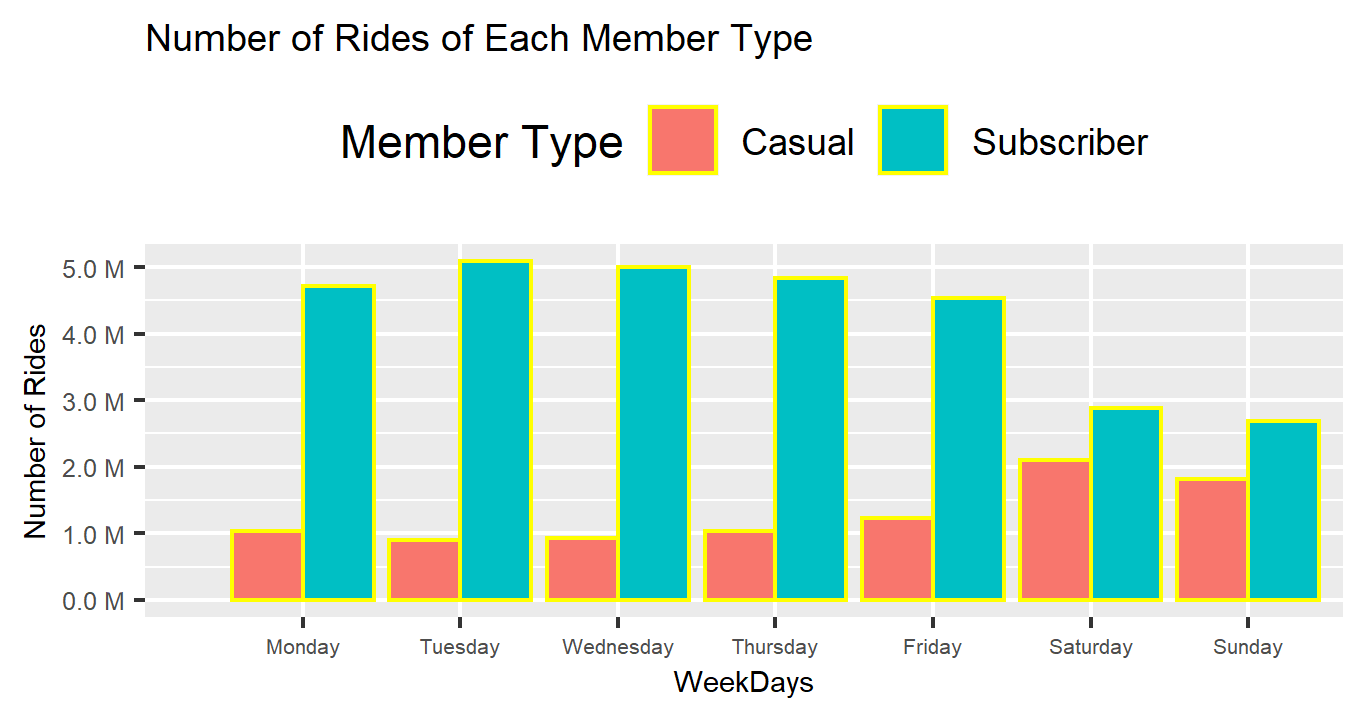 Number of Rides of Each Member Type
Member Type Casual Subscriber
5.0 M
4.0 M
3.0 M
2.0 M
1.0 M
0.0 M
Number of Rides
Monday Tuesday Wednesday Thursday Friday Saturday Sunday
WeekDays